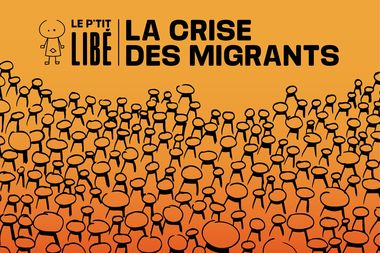 LE P'TIT
LIBÉ
LA CRISE
DES MIGRANTS